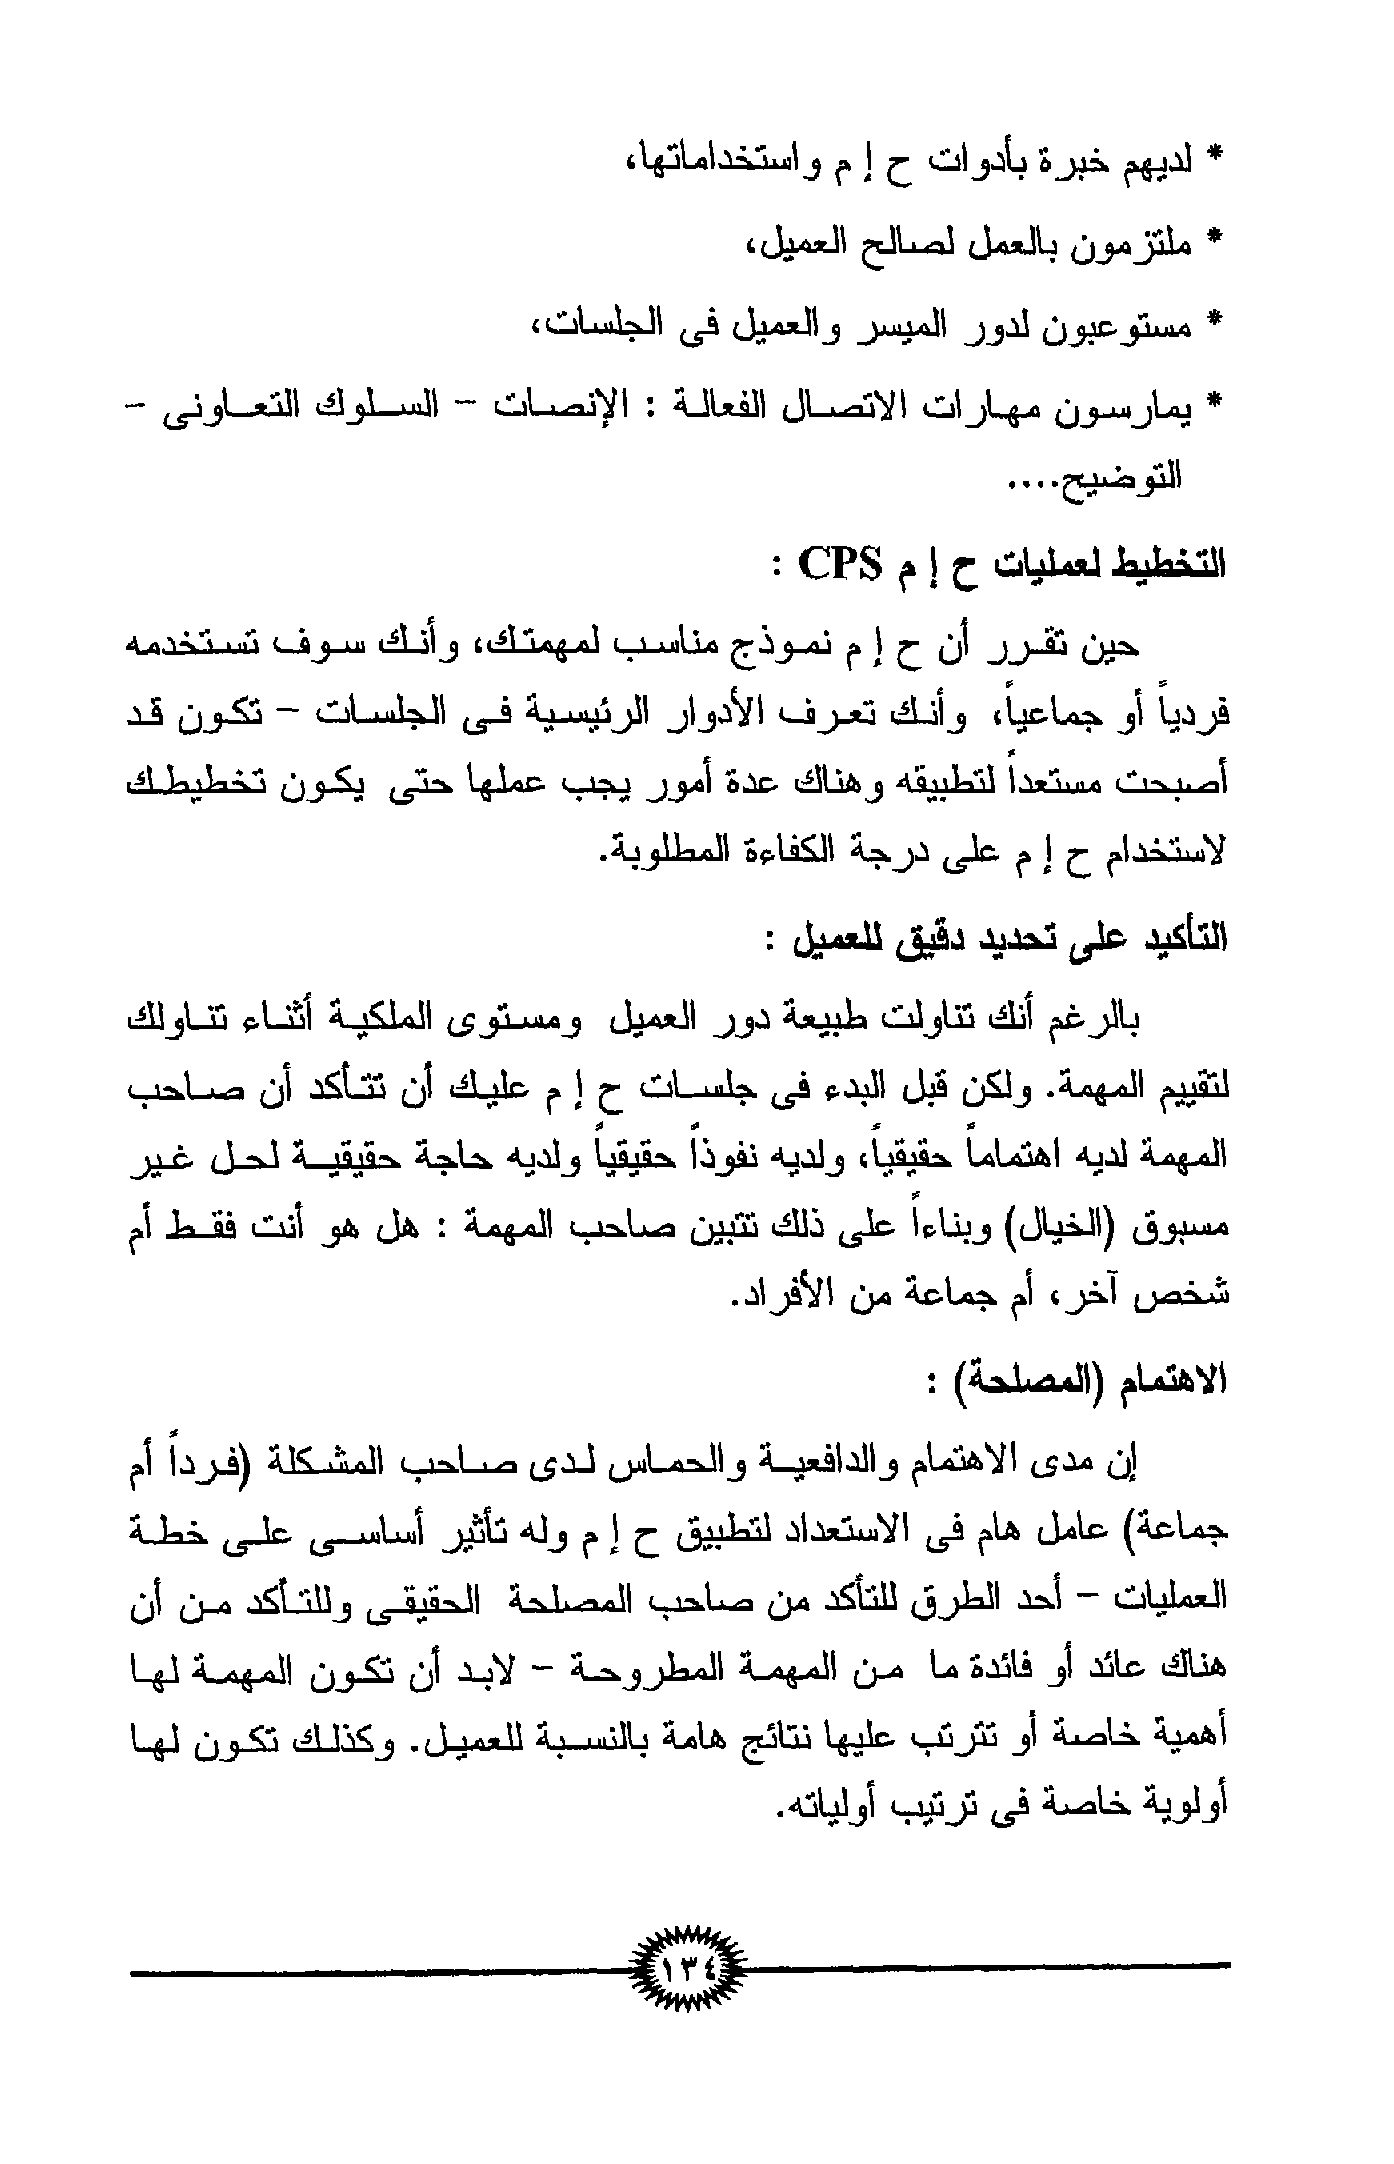 * لديهم خبرة بأدوات ح إ م واستخداماتها،
* ملتزمون بالعمل لصالح العميل،
* مستوعبون لدور الميسر والعميل فى الجلسات،
* يمارسون مهارات الاتصال الفعالة : الإنصات – السلوك التعاونى –
التوضيح....
التخطيط لعمليات ح إ م CPS :
حين تقرر أن ح إ م نموذج مناسب لمهمتك، وأنك سوف تستخدمه
فردياً أو جماعياً، وأنك تعرف الأدوار الرئيسية فى الجلسات – تكون قد
أصبحت مستعداً لتطبيقه وهناك عدة أمور يجب عملها حتى يكون تخطيطك
لاستخدام ح إ م على درجة الكفاءة المطلوبة.
التأكيد على تحديد دقيق للعميل :
بالرغم أنك تناولت طبيعة دور العميل ومستوى الملكية أثناء تناولك
لتقييم المهمة. ولكن قبل البدء فى جلسات ح إ م عليك أن تتأكد أن صاحب
المهمة لديه اهتماماً حقيقياً، ولديه نفوذاً حقيقياً ولديه حاجة حقيقية لحل غير
مسبوق (الخيال) وبناءاً على ذلك تتبين صاحب المهمة : هل هو أنت فقط أم
شخص آخر، أم جماعة من الأفراد.
الاهتمام (المصلحة) :
إن مدى الاهتمام والدافعية والحماس لدى صاحب المشكلة (فرداً أم
جماعة) عامل هام فى الاستعداد لتطبيق ح إ م وله تأثير أساسى على خطة
العمليات – أحد الطرق للتأكد من صاحب المصلحة الحقيقى وللتأكد من أن
هناك عائد أو فائدة ما من المهمة المطروحة – لابد أن تكون المهمة لها
أهمية خاصة أو تترتب عليها نتائج هامة بالنسبة للعميل. وكذلك تكون لها
أولوية خاصة فى ترتيب أولياته.
١٣٤